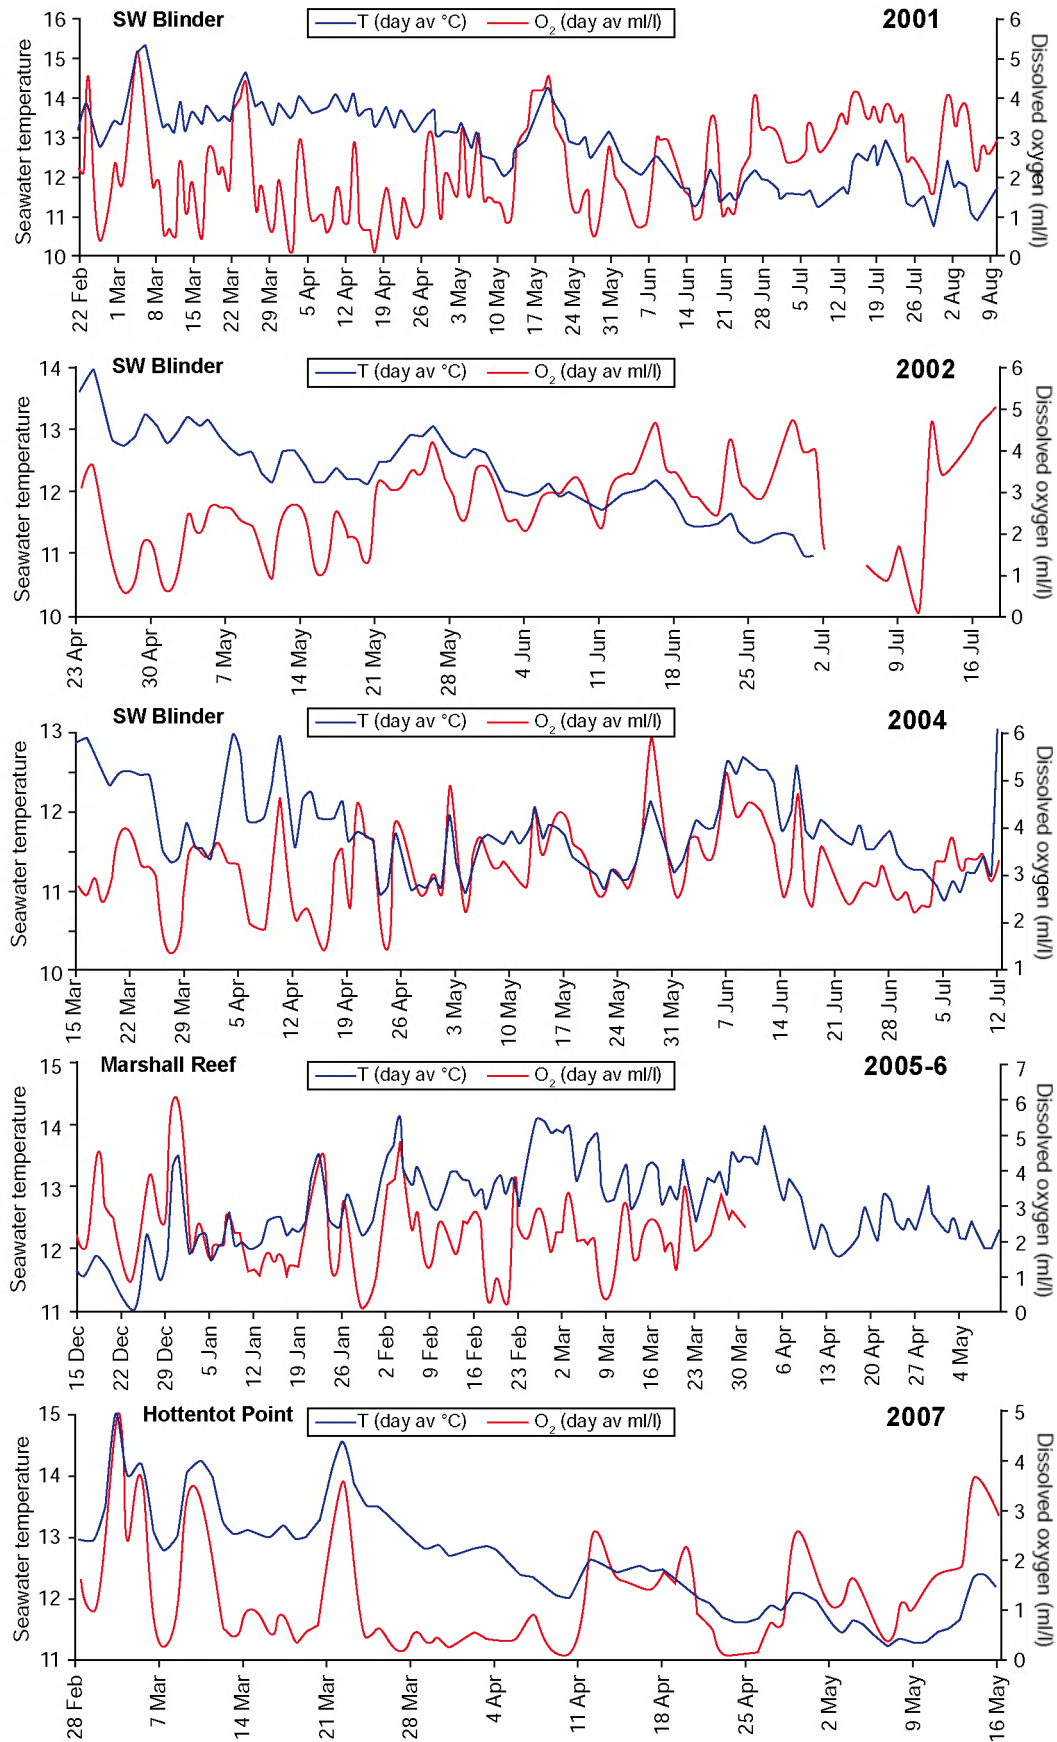 SW Blinder
T (day av °C) O2 (day av ml/l)
2001
Seawater temperature
16
15
14
13
12
11
10
6
5
4
3
2
1
0
Dissolved oxygen (ml/l)
22 Feb
1 Mar
8 Mar
15 Mar
22 Mar
29 Mar
5 Apr
12 Apr
19 Apr
26 Apr
3 May
10 May
17 May
24 May
31 May
7 Jun
14 Jun
21 Jun
28 Jun
5 Jul
12 Jul
19 Jul
26 Jul
2 Aug
9 Aug
SW Blinder
T (day av °C) O2 (day av ml/l)
2002
Seawater temperature
14
13
12
11
10
6
5
4
3
2
1
0
Dissolved oxygen (ml/l)
23 Apr
30 Apr
7 May
14 May
21 May
28 May
4 Jun
11 Jun
18 Jun
25 Jun
2 Jul
9 Jul
16 Jul
SW Blinder
T (day av °C) O2 (day av ml/l)
2004
Seawater temperature
13
12
11
10
6
5
4
3
2
1
Dissolved oxygen (ml/l)
15 Mar
22 Mar
29 Mar
5 Apr
12 Apr
19 Apr
26 Apr
3 May
10 May
17 May
24 May
31 May
7 Jun
14 Jun
21 Jun
28 Jun
5 Jul
12 Jul
Marshall Reef
T (day av °C) O2 (day av ml/l)
2005-6
Seawater temperature
15
14
13
12
11
7
6
5
4
3
2
1
0
Dissolved oxygen (ml/l)
15 Dec
22 Dec
29 Dec
5 Jan
12 Jan
19 Jan
26 Jan
2 Feb
9 Feb
16 Feb
23 Feb
2 Mar
9 Mar
16 Mar
23 Mar
30 Mar
6 Apr
13 Apr
20 Apr
27 Apr
4 May
Hottentot Point
T (day av °C) O2 (day av ml/l)
2007
Seawater temperature
15
14
13
12
11
5
4
3
2
1
0
Dissolved oxygen (ml/l)
28 Feb
7 Mar
14 Mar
21 Mar
28 Mar
4 Apr
11 Apr
18 Apr
25 Apr
2 May
9 May
16 May